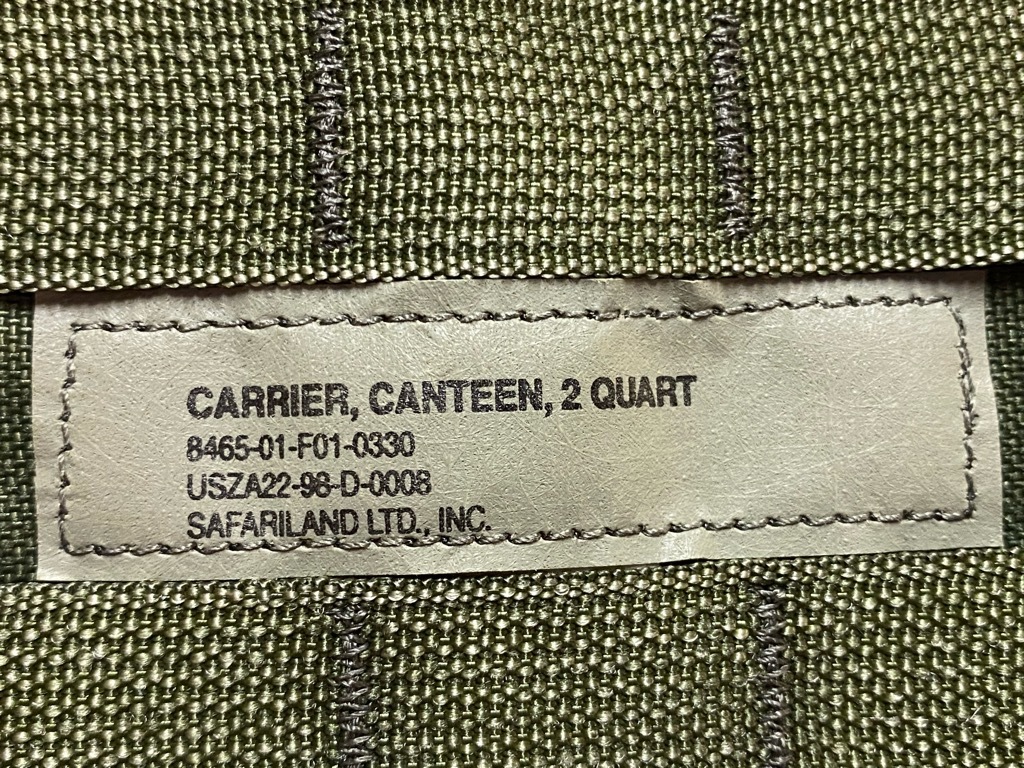 CARRIER, CANTEEN, 2 QUART
8465-01-F01-0330
USZA22-98-D-0008
SAFARILAND LTD., INC.